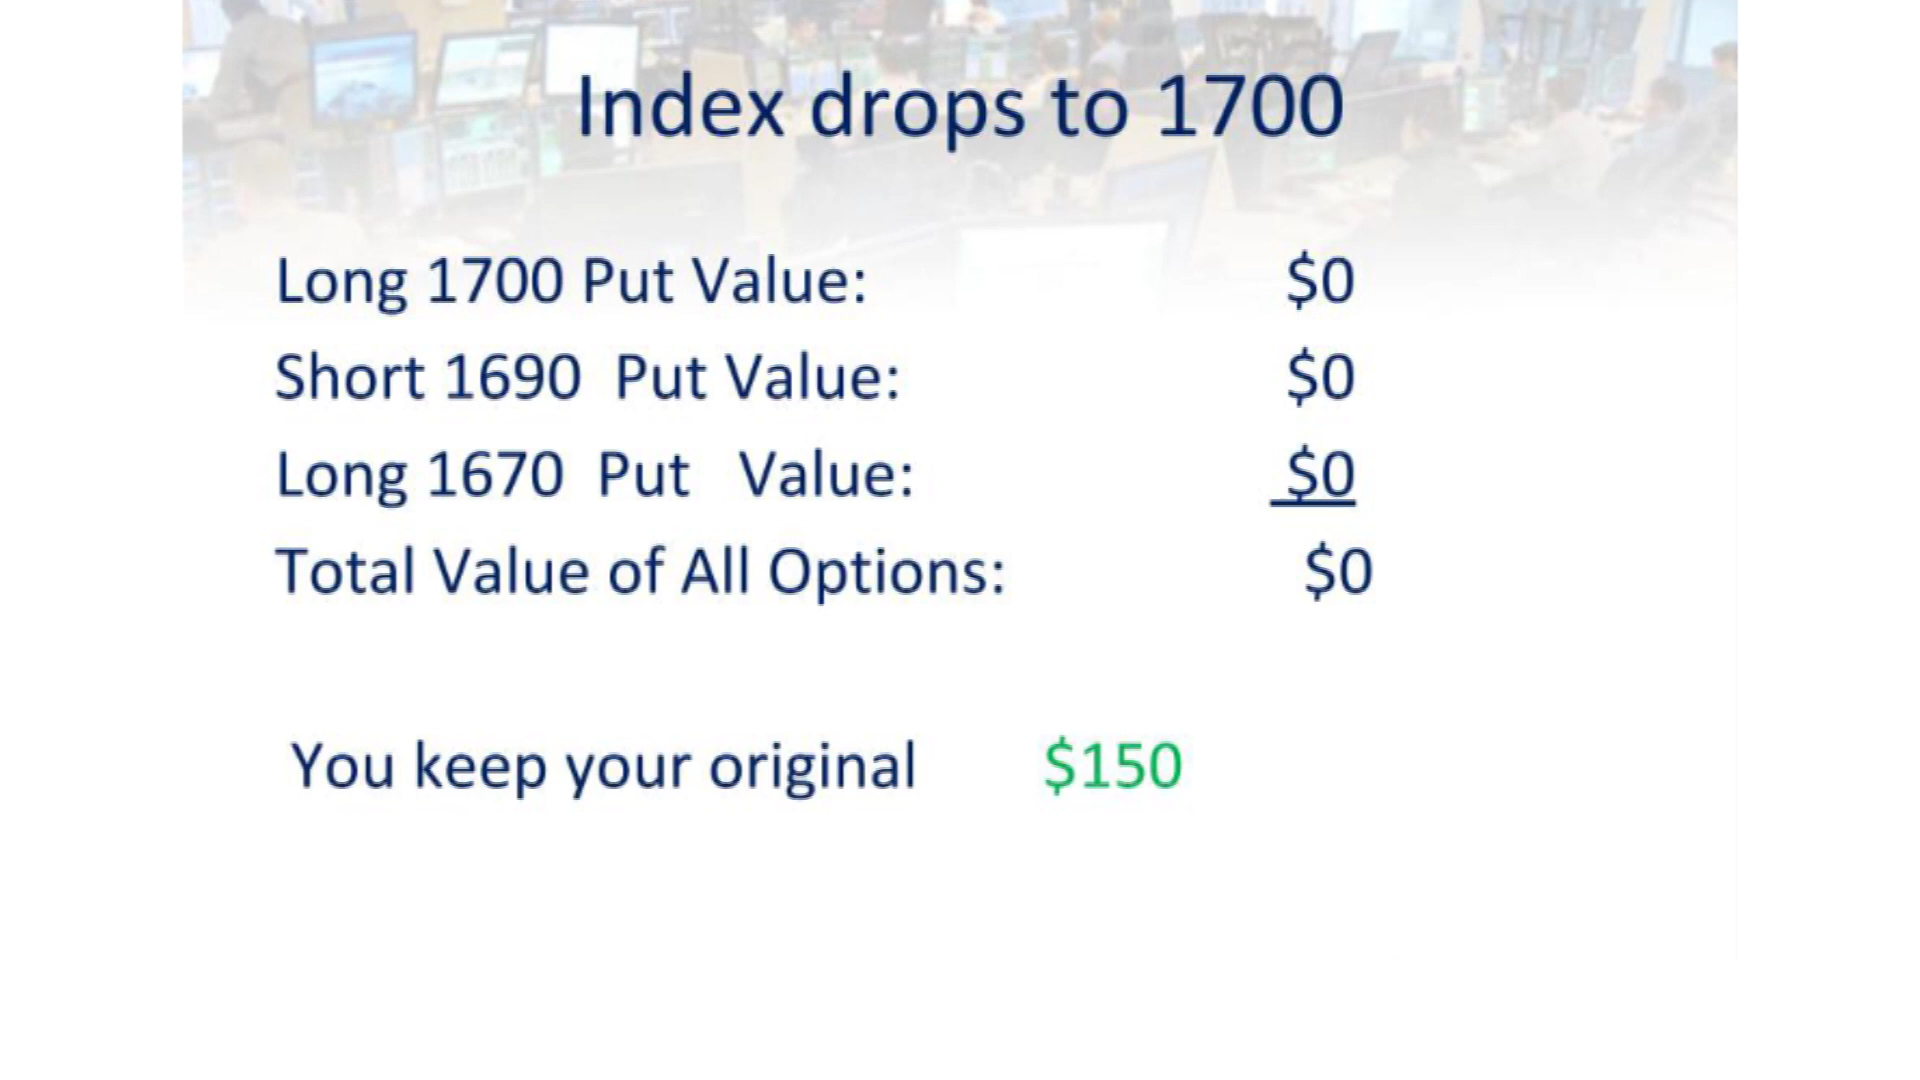 Index drops to 1700
Long 1700 Put Value: $0
Short 1690 Put Value: $0
Long 1670 Put Value: $0
Total Value of All Options: $0
You keep your original $150